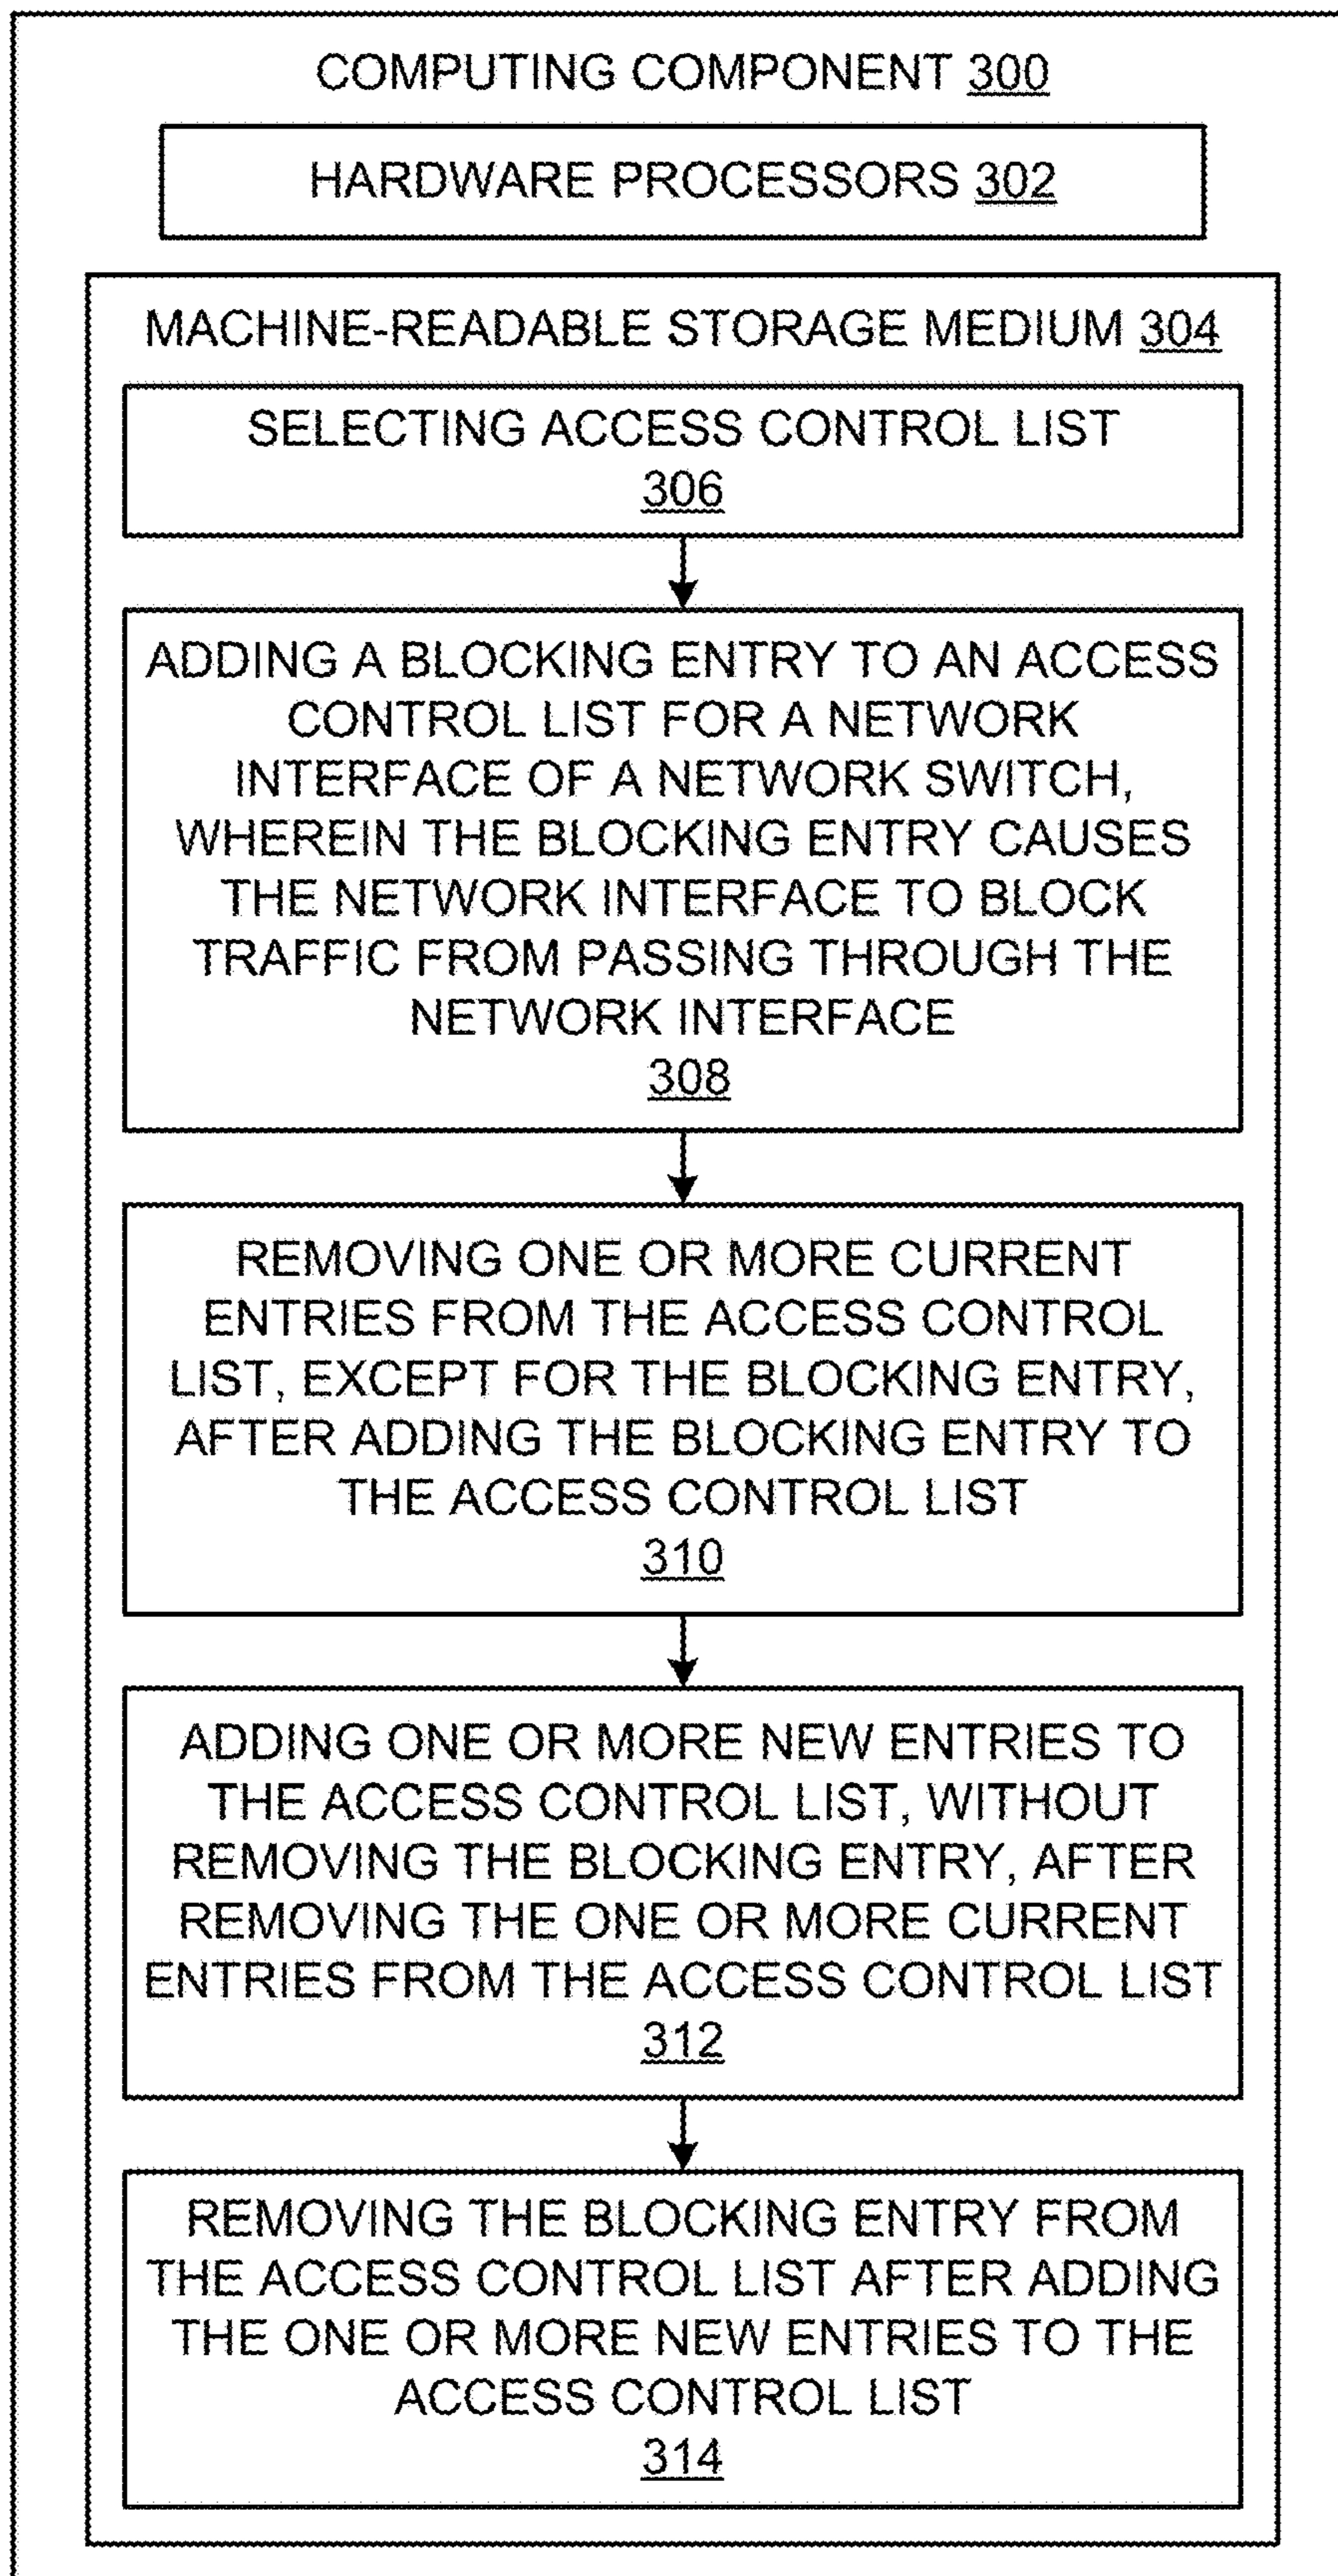 COMPUTING COMPONENT 300
HARDWARE PROCESSORS 302
MACHINE-READABLE STORAGE MEDIUM 304
SELECTING ACCESS CONTROL LIST
306
ADDING A BLOCKING ENTRY TO AN ACCESS
CONTROL LIST FOR A NETWORK
INTERFACE OF A NETWORK SWITCH,
WHEREIN THE BLOCKING ENTRY CAUSES
THE NETWORK INTERFACE TO BLOCK
TRAFFIC FROM PASSING THROUGH THE
NETWORK INTERFACE
308
REMOVING ONE OR MORE CURRENT
ENTRIES FROM THE ACCESS CONTROL
LIST, EXCEPT FOR THE BLOCKING ENTRY,
AFTER ADDING THE BLOCKING ENTRY TO
THE ACCESS CONTROL LIST
310
ADDING ONE OR MORE NEW ENTRIES TO
THE ACCESS CONTROL LIST, WITHOUT
REMOVING THE BLOCKING ENTRY, AFTER
REMOVING THE ONE OR MORE CURRENT
ENTRIES FROM THE ACCESS CONTROL LIST
312
REMOVING THE BLOCKING ENTRY FROM
THE ACCESS CONTROL LIST AFTER ADDING
THE ONE OR MORE NEW ENTRIES TO THE
ACCESS CONTROL LIST
314